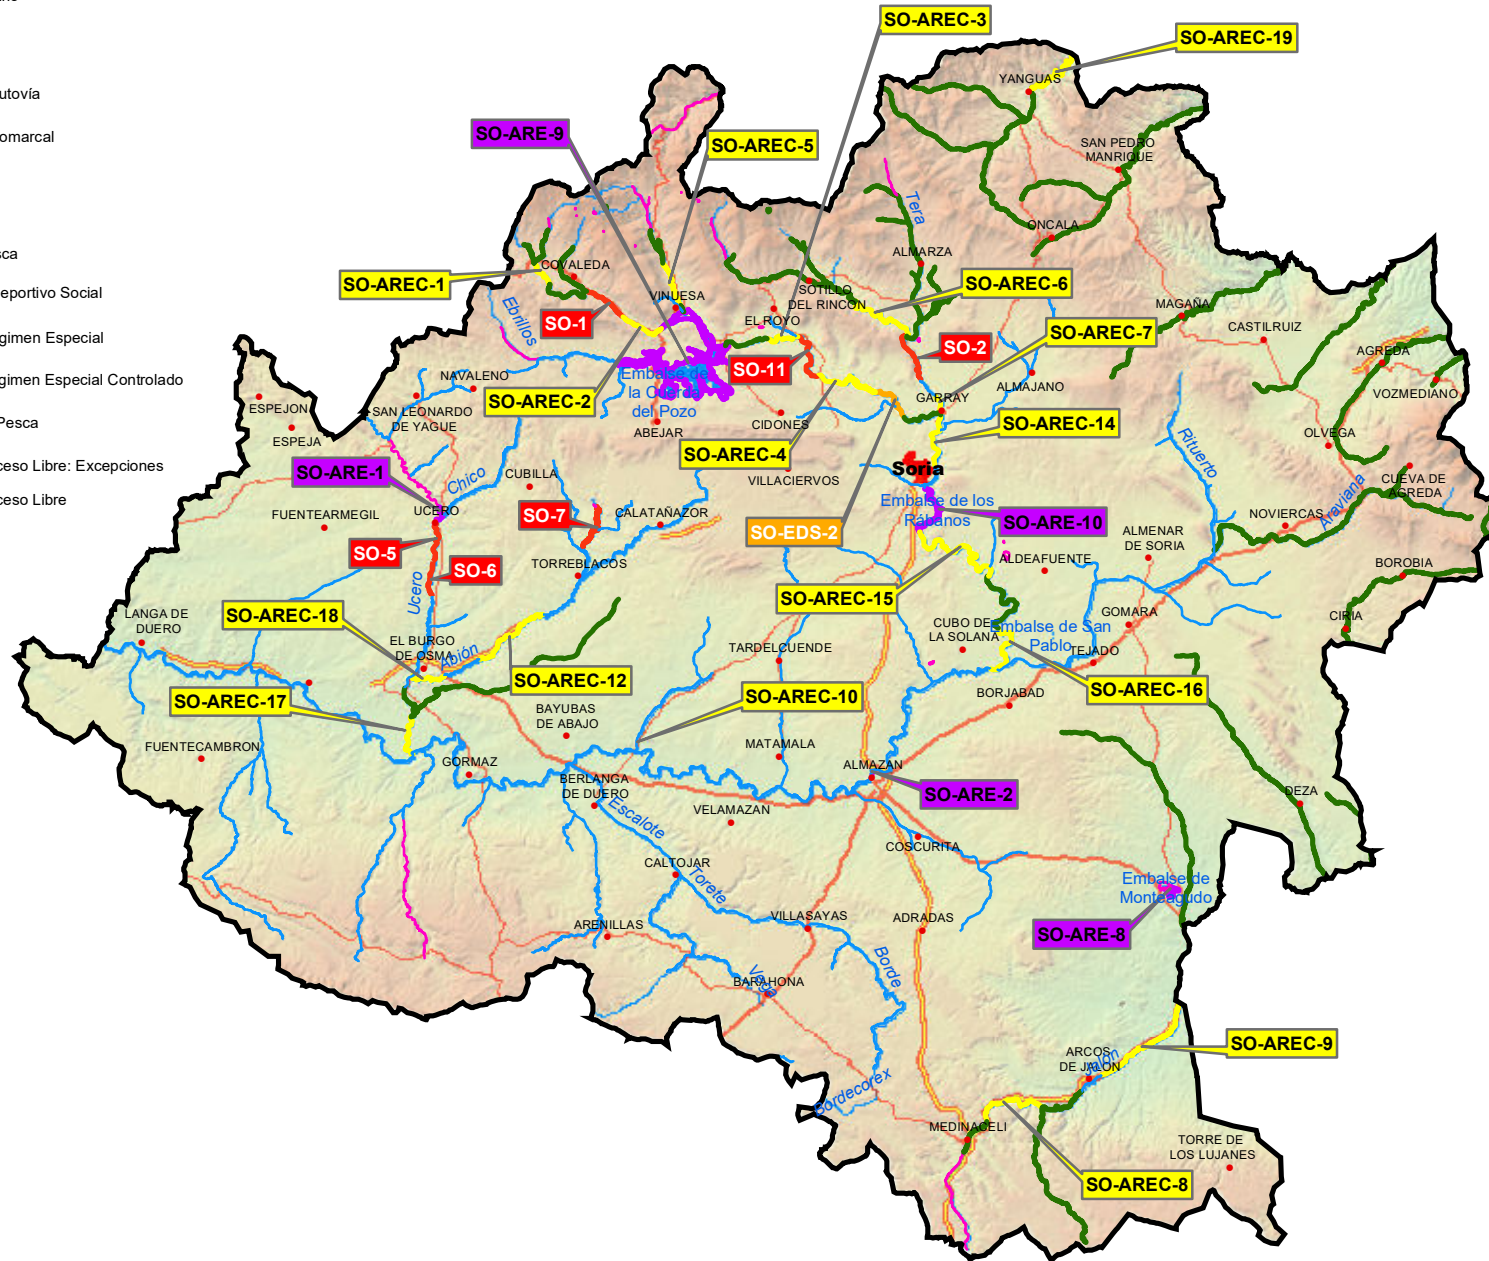 utovía
omarcal
sca
eportivo Social
gimen Especial
gimen Especial Controlado
Pesca
ceso Libre: Excepciones
ceso Libre
SO-AREC-3
SO-AREC-19
YANGUAS
SO-ARE-9
SO-AREC-5
SAN PEDRO
MANRIQUE
Tera
ONCALA
ALMARZA
COVALEDA
SO-AREC-1
VINUESA
SOTILLO
DEL RINCON
SO-AREC-6
MAGAÑA
Ebrillos
SO-1
EL ROYO
SO-AREC-7
CASTILRUIZ
SO-2
AGREDA
SO-11
Embalse de
la Cuerda
del Pozo
NAVALENO
ALMAJANO
VOZMEDIANO
ESPEJON
SAN LEONARDO
DE YAGUE
SO-AREC-2
GARRAY
CIDONES
SO-AREC-14
ESPEJA
ABEJAR
OLVEGA
SO-AREC-4
Rituerto
SO-ARE-1
Chico
CUBILLA
Soria
VILLACIERVOS
CUEVA DE
AGREDA
Araviana
UCERO
FUENTEARMEGIL
SO-7
CALATAÑAZOR
Embalse de los
Rábanos
SO-ARE-10
NOVIERCAS
SO-EDS-2
ALMENAR
DE SORIA
SO-5
SO-6
TORREBLACOS
ALDEAFUENTE
BOROBIA
Ucero
SO-AREC-15
SO-AREC-18
LANGA DE
DUERO
GOMARA
CIRIA
CUBO DE
LA SOLANA
Embalse de San
Pablo
EL BURGO
DE OSMA
Abión
TARDELCUENDE
TEJADO
SO-AREC-12
SO-AREC-10
SO-AREC-16
SO-AREC-17
BORJABAD
BAYUBAS
DE ABAJO
FUENTECAMBRON
MATAMALA
GORMAZ
ALMAZAN
BERLANGA
DE DUERO
SO-ARE-2
DEZA
Escalote
VELAMAZAN
COSCURITA
CALTOJAR
Torete
Embalse de
Monteagudo
VILLASAYAS
ADRADAS
ARENILLAS
SO-ARE-8
Borde
BARAHONA
Vega
SO-AREC-9
ARCOS
DE JALON
Jalón
Bordecorex
MEDINACELI
TORRE DE
LOS LUJANES
SO-AREC-8